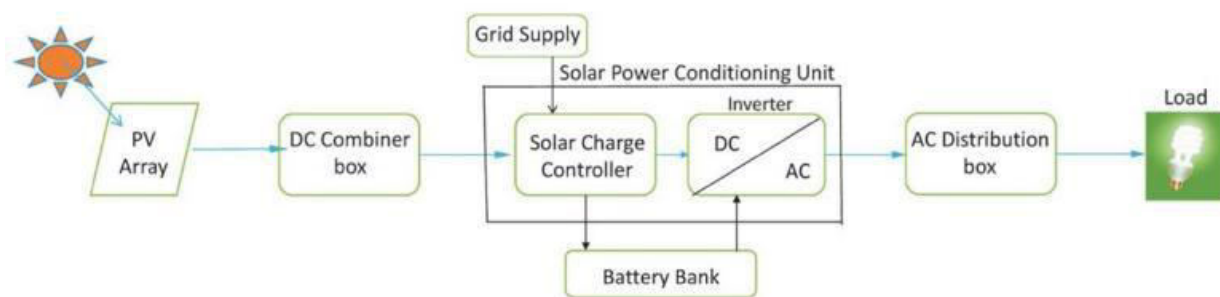 Grid Supply
Solar Power Conditioning Unit
Inverter
Load
PV
Array
DC Combiner
box
Solar Charge
Controller
DC
AC
AC Distribution
box
Battery Bank